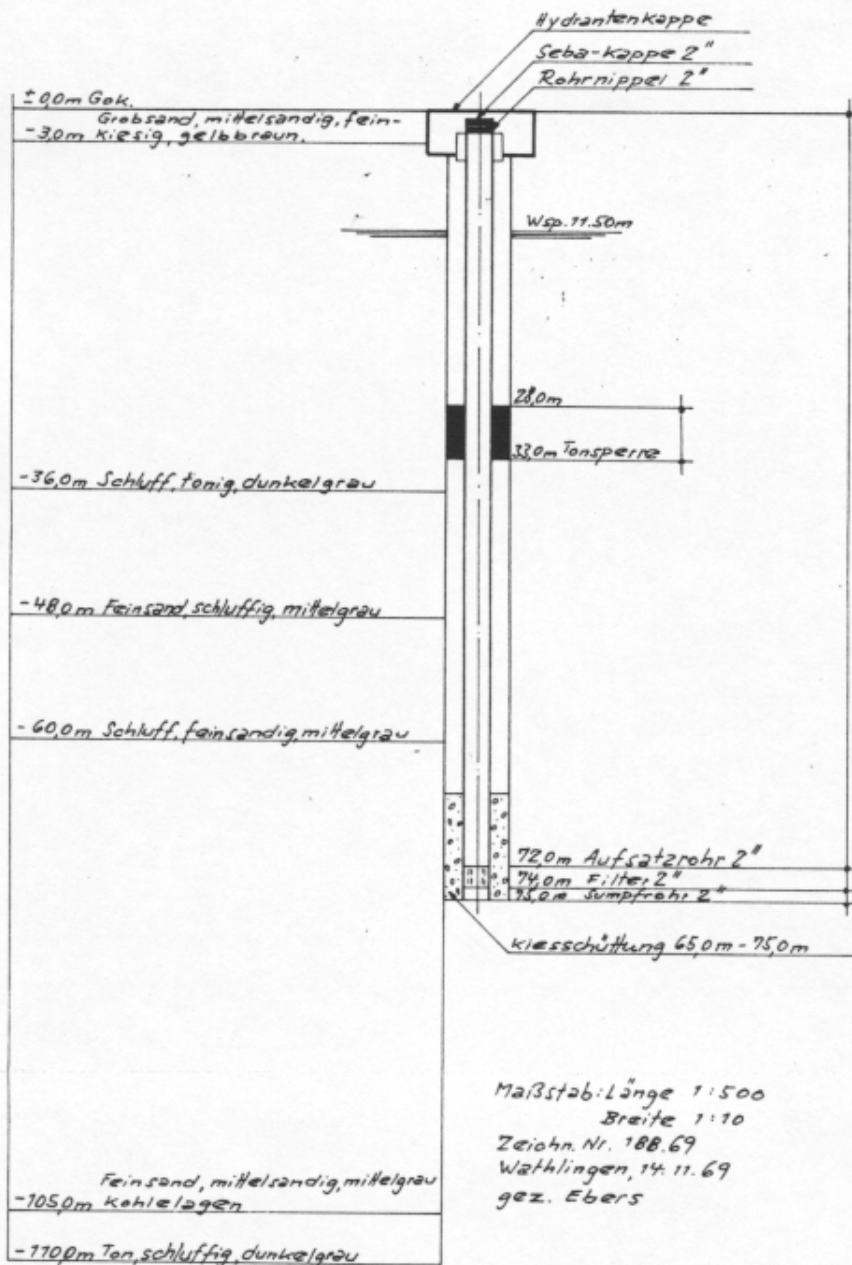 Hydrantenkappe
Seba-Kappe 2"
Rohrnippel 2"
± 0,0m Gok.
Grobsand, mittelsandig, fein-
-3,0m kiesig, gelbbraun.
Wsp. 11.50m
28,0m
33,0m Tonsperre
-36,0m Schluff, tonig, dunkelgrau
-48,0m Feinsand, schluffig, mittelgrau
-60,0m Schluff, feinsandig, mittelgrau
72,0m Aufsatzrohr 2"
74,0m Filter 2"
75,0m Sumpfrohr 2"
Kiesschüttung 65,0m - 75,0m
Maßstab: Länge 1:500
Breite 1:10
Zeichn. Nr. 188.69
Wathlingen, 14.11.69
gez. Ebers
Feinsand, mittelsandig, mittelgrau
-105,0m Kohlelagen
-110,0m Ton, schluffig, dunkelgrau